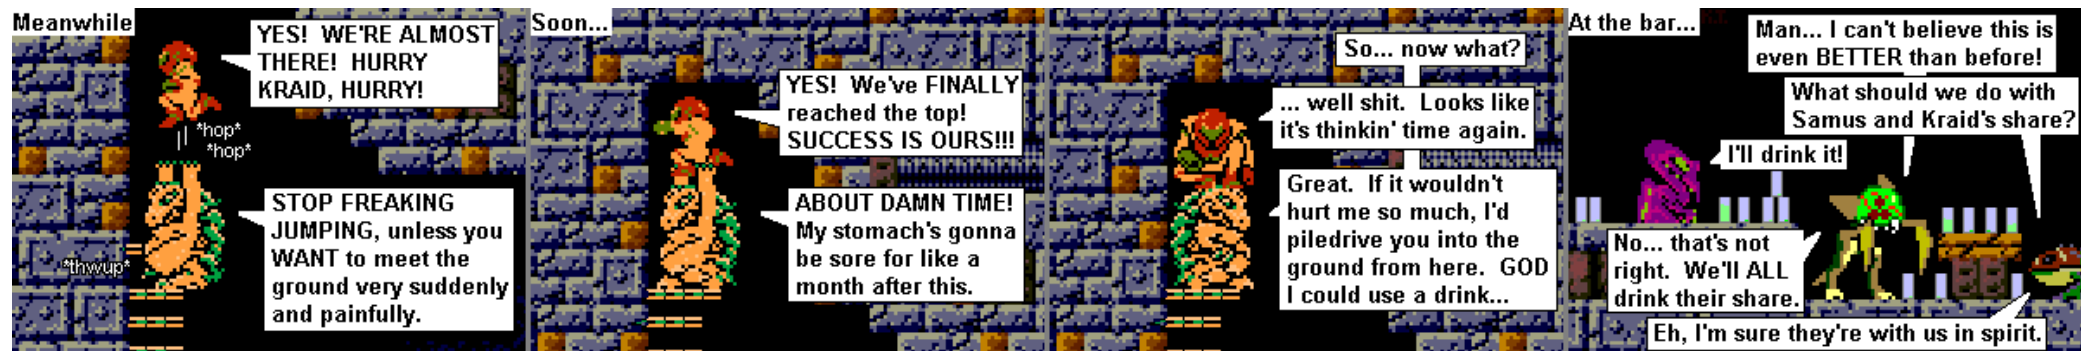 Meanwhile
YES!  WE'RE ALMOST
THERE!  HURRY
KRAID, HURRY!
*hop*
*hop*
STOP FREAKING
JUMPING, unless you
WANT to meet the
ground very suddenly
and painfully.
*thwup*
Soon...
YES!  We've FINALLY
reached the top!
SUCCESS IS OURS!!!
ABOUT DAMN TIME!
My stomach's gonna
be sore for like a
month after this.
So... now what?
... well shit.  Looks like
it's thinkin' time again.
Great.  If it wouldn't
hurt me so much, I'd
piledrive you into the
ground from here.  GOD
I could use a drink...
At the bar...
Man... I can't believe this is
even BETTER than before!
What should we do with
Samus and Kraid's share?
I'll drink it!
No... that's not
right.  We'll ALL
drink their share.
Eh, I'm sure they're with us in spirit.